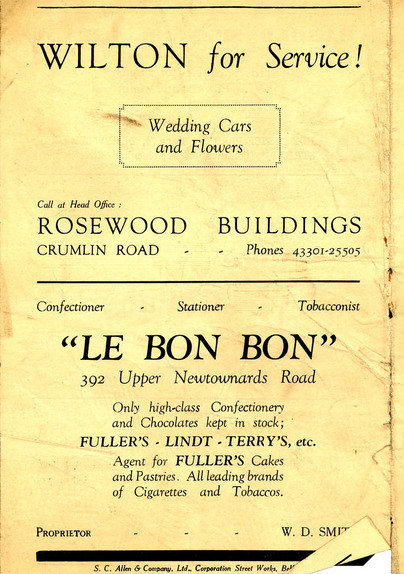 WILTON for Service!
Wedding Cars
and Flowers
Call at Head Office :
ROSEWOOD BUILDINGS
CRUMLIN ROAD - - Phones 43301-25505
Confectioner - Stationer - Tobacconist
"LE BON BON"
392 Upper Newtownards Road
Only high-class Confectionery
and Chocolates kept in stock;
FULLER'S - LINDT - TERRY'S, etc.
Agent for FULLER'S Cakes
and Pastries. All leading brands
of Cigarettes and Tobaccos.
PROPRIETOR - - - W. D. SMIT
S. C. Allen & Company, Ltd., Corporation Street Works,